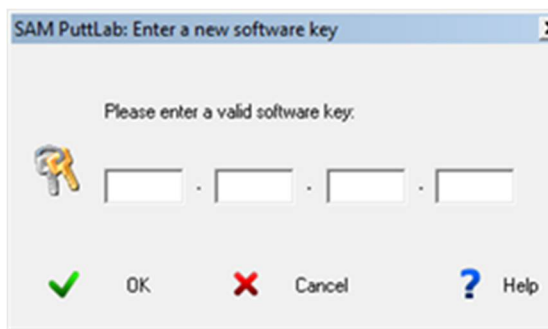 SAM PuttLab: Enter a new software key
Please enter a valid software key:
. . .
OK Cancel Help